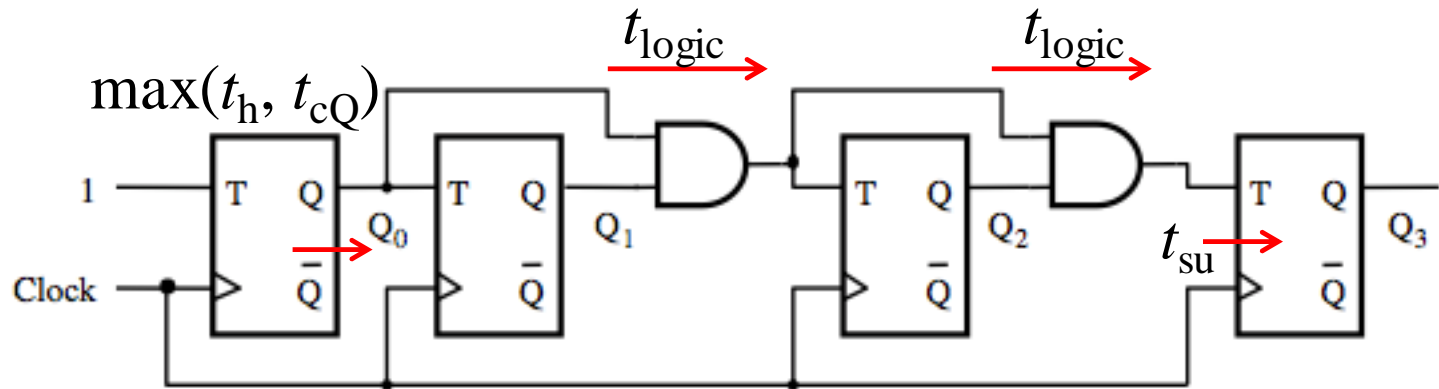 t_logic t_logic
max(t_h, t_cQ)
1 T Q T Q T Q T Q
Q_0 Q_1 Q_2 Q_3
t_su
Clock Q̅ Q̅ Q̅ Q̅